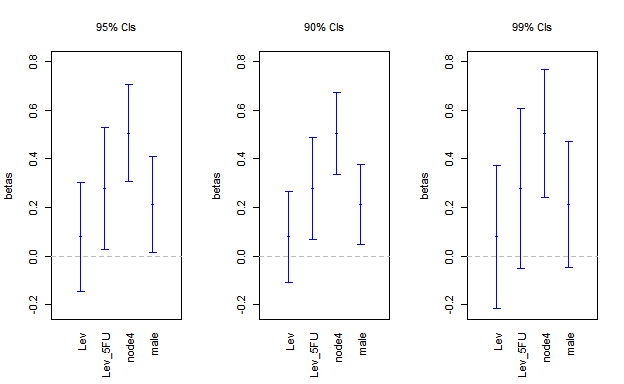 95% CIs
betas
0.8
0.6
0.4
0.2
0.0
-0.2
Lev
Lev_5FU
node4
male
90% CIs
betas
0.8
0.6
0.4
0.2
0.0
-0.2
Lev
Lev_5FU
node4
male
99% CIs
betas
0.8
0.6
0.4
0.2
0.0
-0.2
Lev
Lev_5FU
node4
male